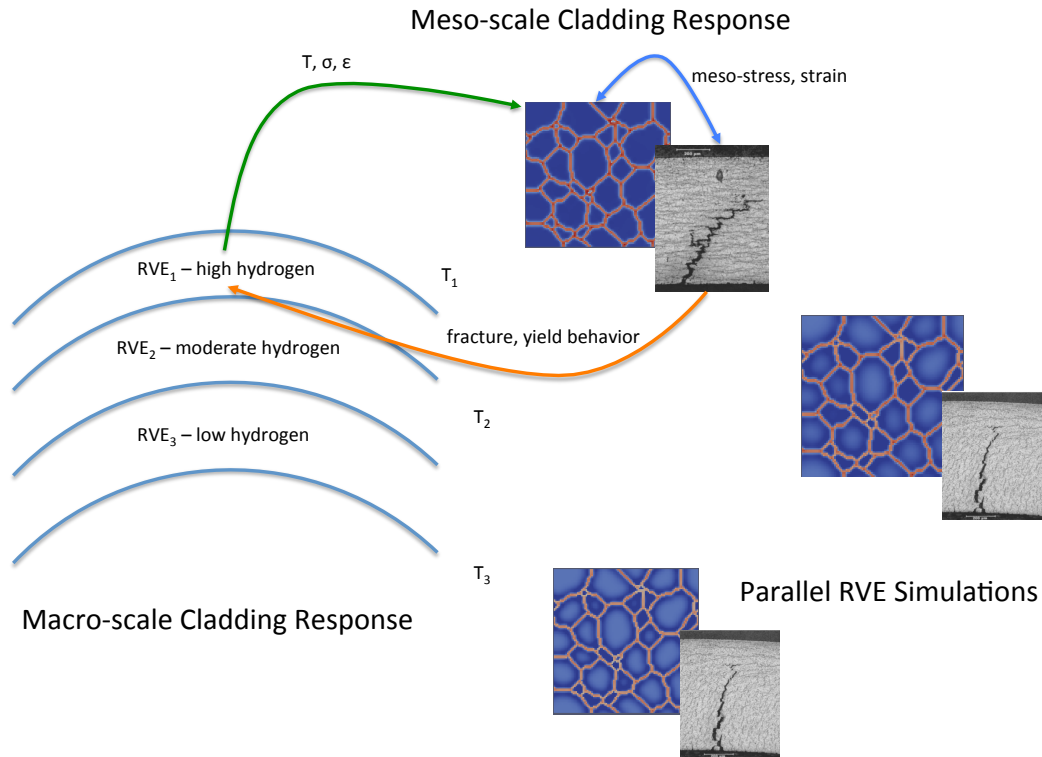 Meso-scale Cladding Response
T, σ, ε
meso-stress, strain
RVE1 – high hydrogen
T1
fracture, yield behavior
RVE2 – moderate hydrogen
T2
RVE3 – low hydrogen
T3
Parallel RVE Simulations
Macro-scale Cladding Response